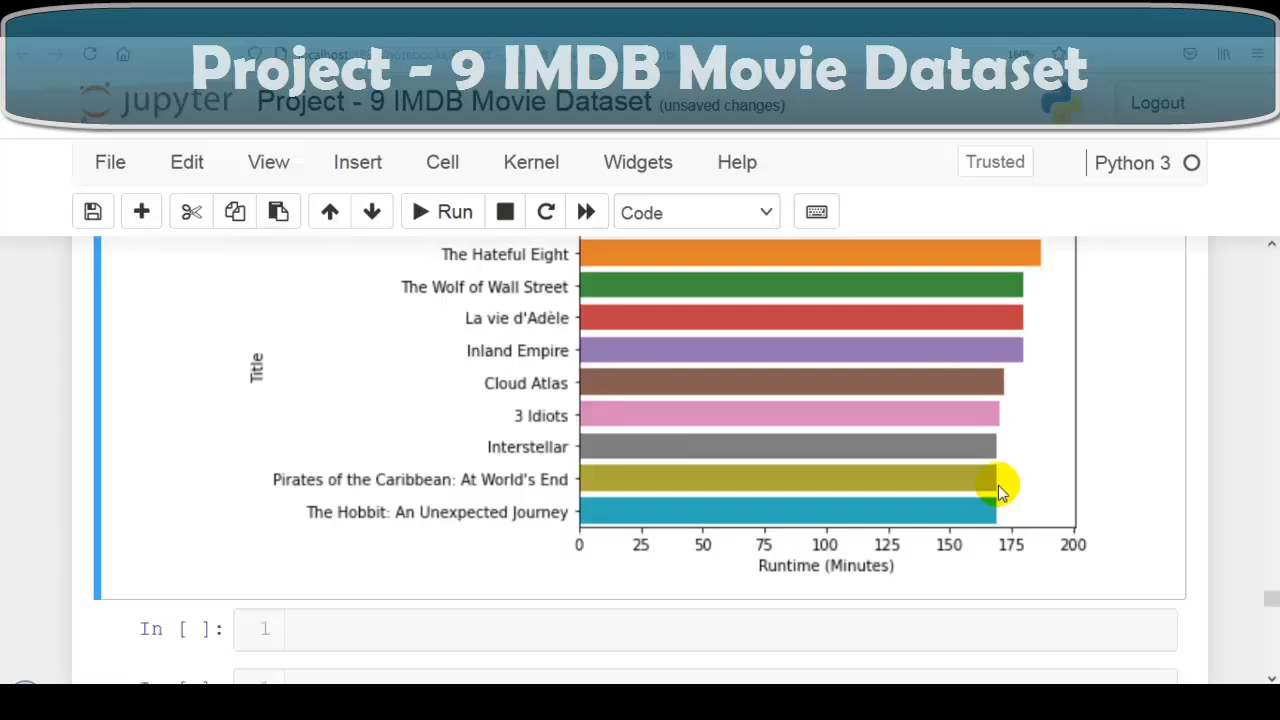 Project - 9 IMDB Movie Dataset
jupyter Project - 9 IMDB Movie Dataset (unsaved changes) Logout
File Edit View Insert Cell Kernel Widgets Help Trusted Python 3
Run Code
The Hateful Eight
The Wolf of Wall Street
La vie d'Adèle
Inland Empire
Title
Cloud Atlas
3 Idiots
Interstellar
Pirates of the Caribbean: At World's End
The Hobbit: An Unexpected Journey
0 25 50 75 100 125 150 175 200
Runtime (Minutes)
In [ ]: 1